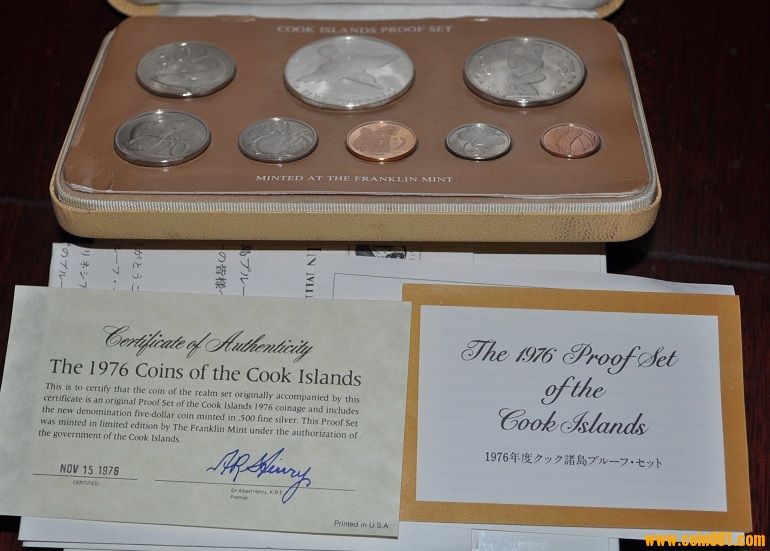 COOK ISLANDS PROOF SET
MINTED AT THE FRANKLIN MINT
Certificate of Authenticity
The 1976 Coins of the Cook Islands
This is to certify that the coin of the realm set originally accompanied by this
certificate is an original Proof Set of the Cook Islands 1976 coinage and includes
the new denomination five-dollar coin minted in .500 fine silver. This Proof Set
was minted in limited edition by The Franklin Mint under the authorization of
the government of the Cook Islands.
NOV 15 1976
CERTIFIED
Sir Albert Henry, K.B.E.
Premier
Printed in U.S.A.
The 1976 Proof Set
of the
Cook Islands
1976年度クック諸島プルーフ・セット
www.coin001.com